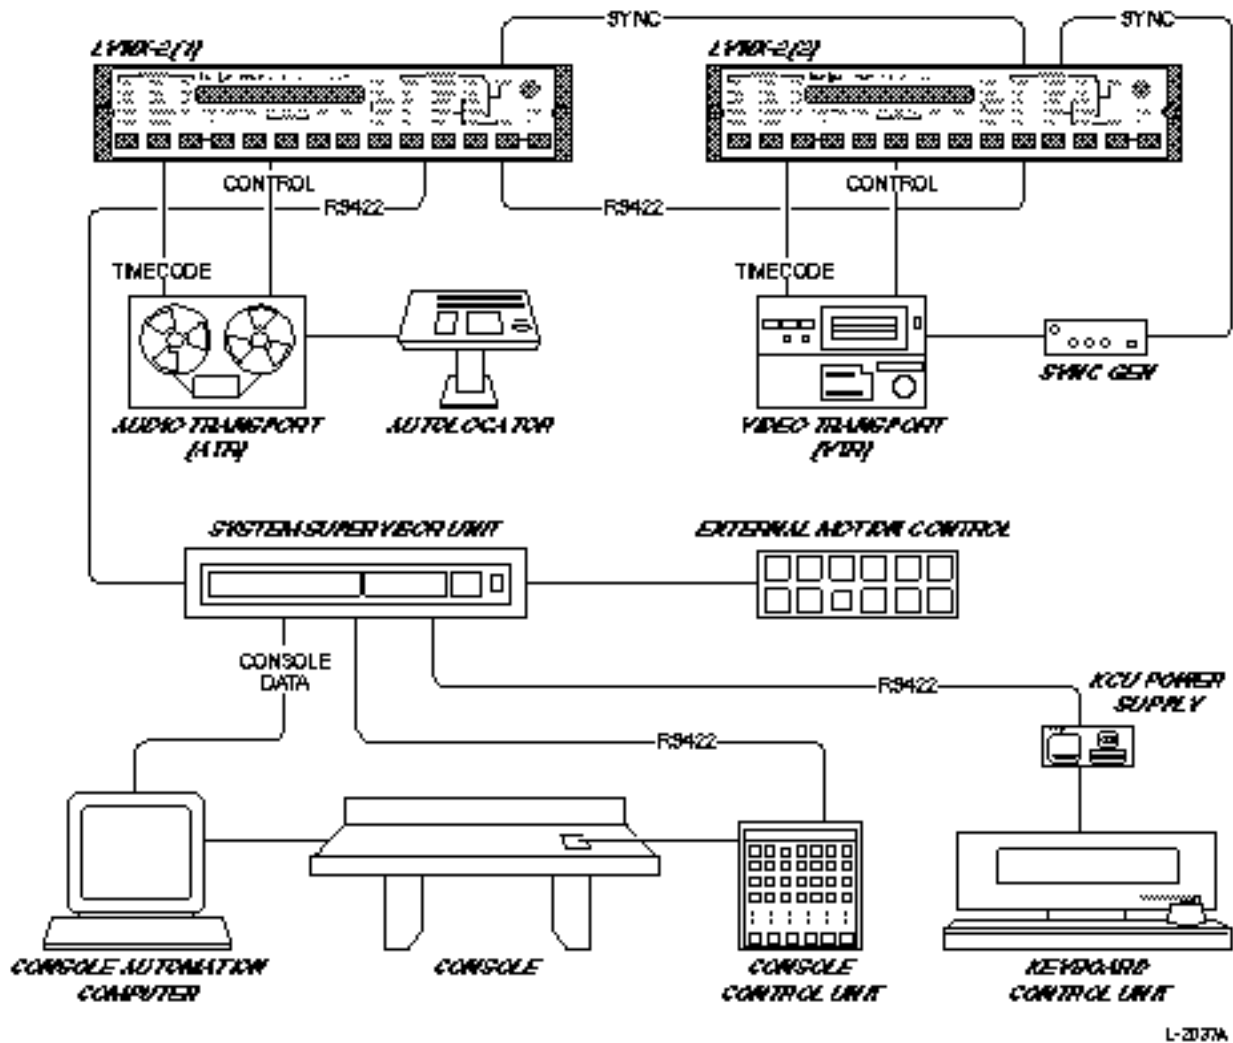 SYNC
SYNC
LYNX-2(1)
LYNX-2(2)
CONTROL
CONTROL
RS422
RS422
TIMECODE
TIMECODE
SYNC GEN
AUDIO TRANSPORT
(ATR)
AUTOLOCATOR
VIDEO TRANSPORT
(VTR)
SYSTEM SUPERVISOR UNIT
EXTERNAL MOTION CONTROL
CONSOLE
DATA
RS422
KCU POWER
SUPPLY
RS422
CONSOLE AUTOMATION
COMPUTER
CONSOLE
CONSOLE
CONTROL UNIT
KEYBOARD
CONTROL UNIT
L-2037A